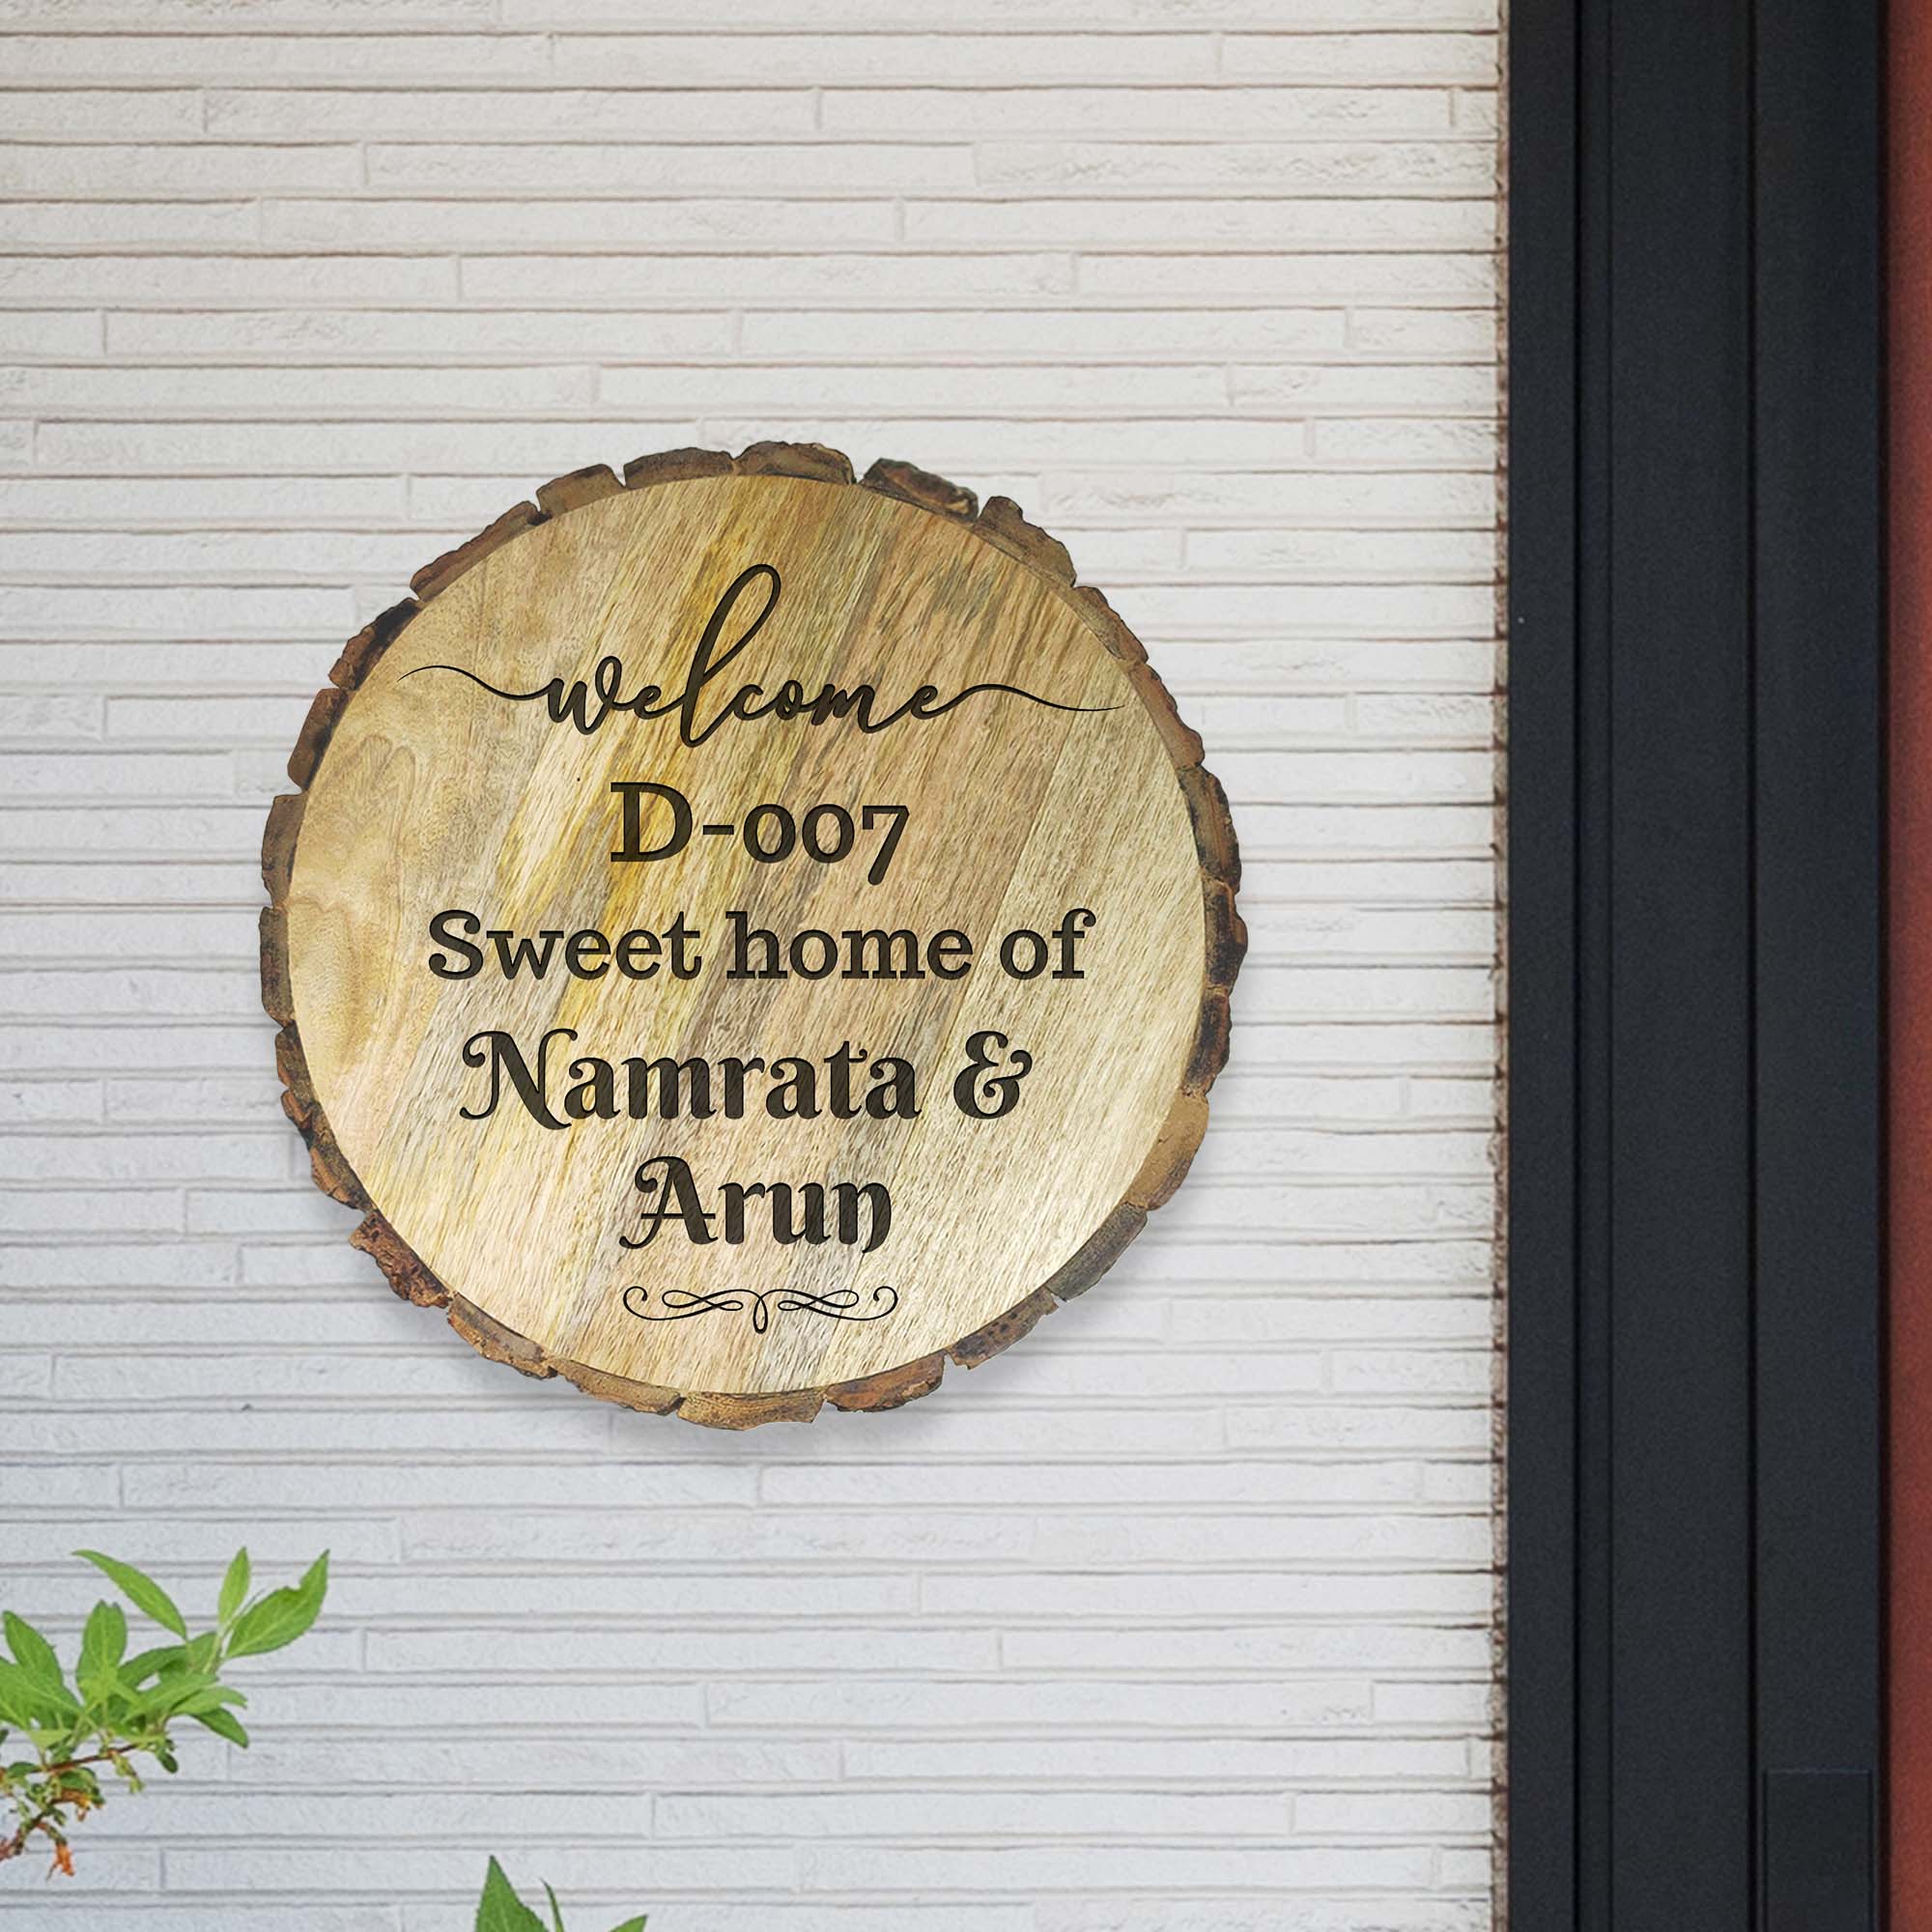 welcome
D-007
Sweet home of
Namrata &
Arun